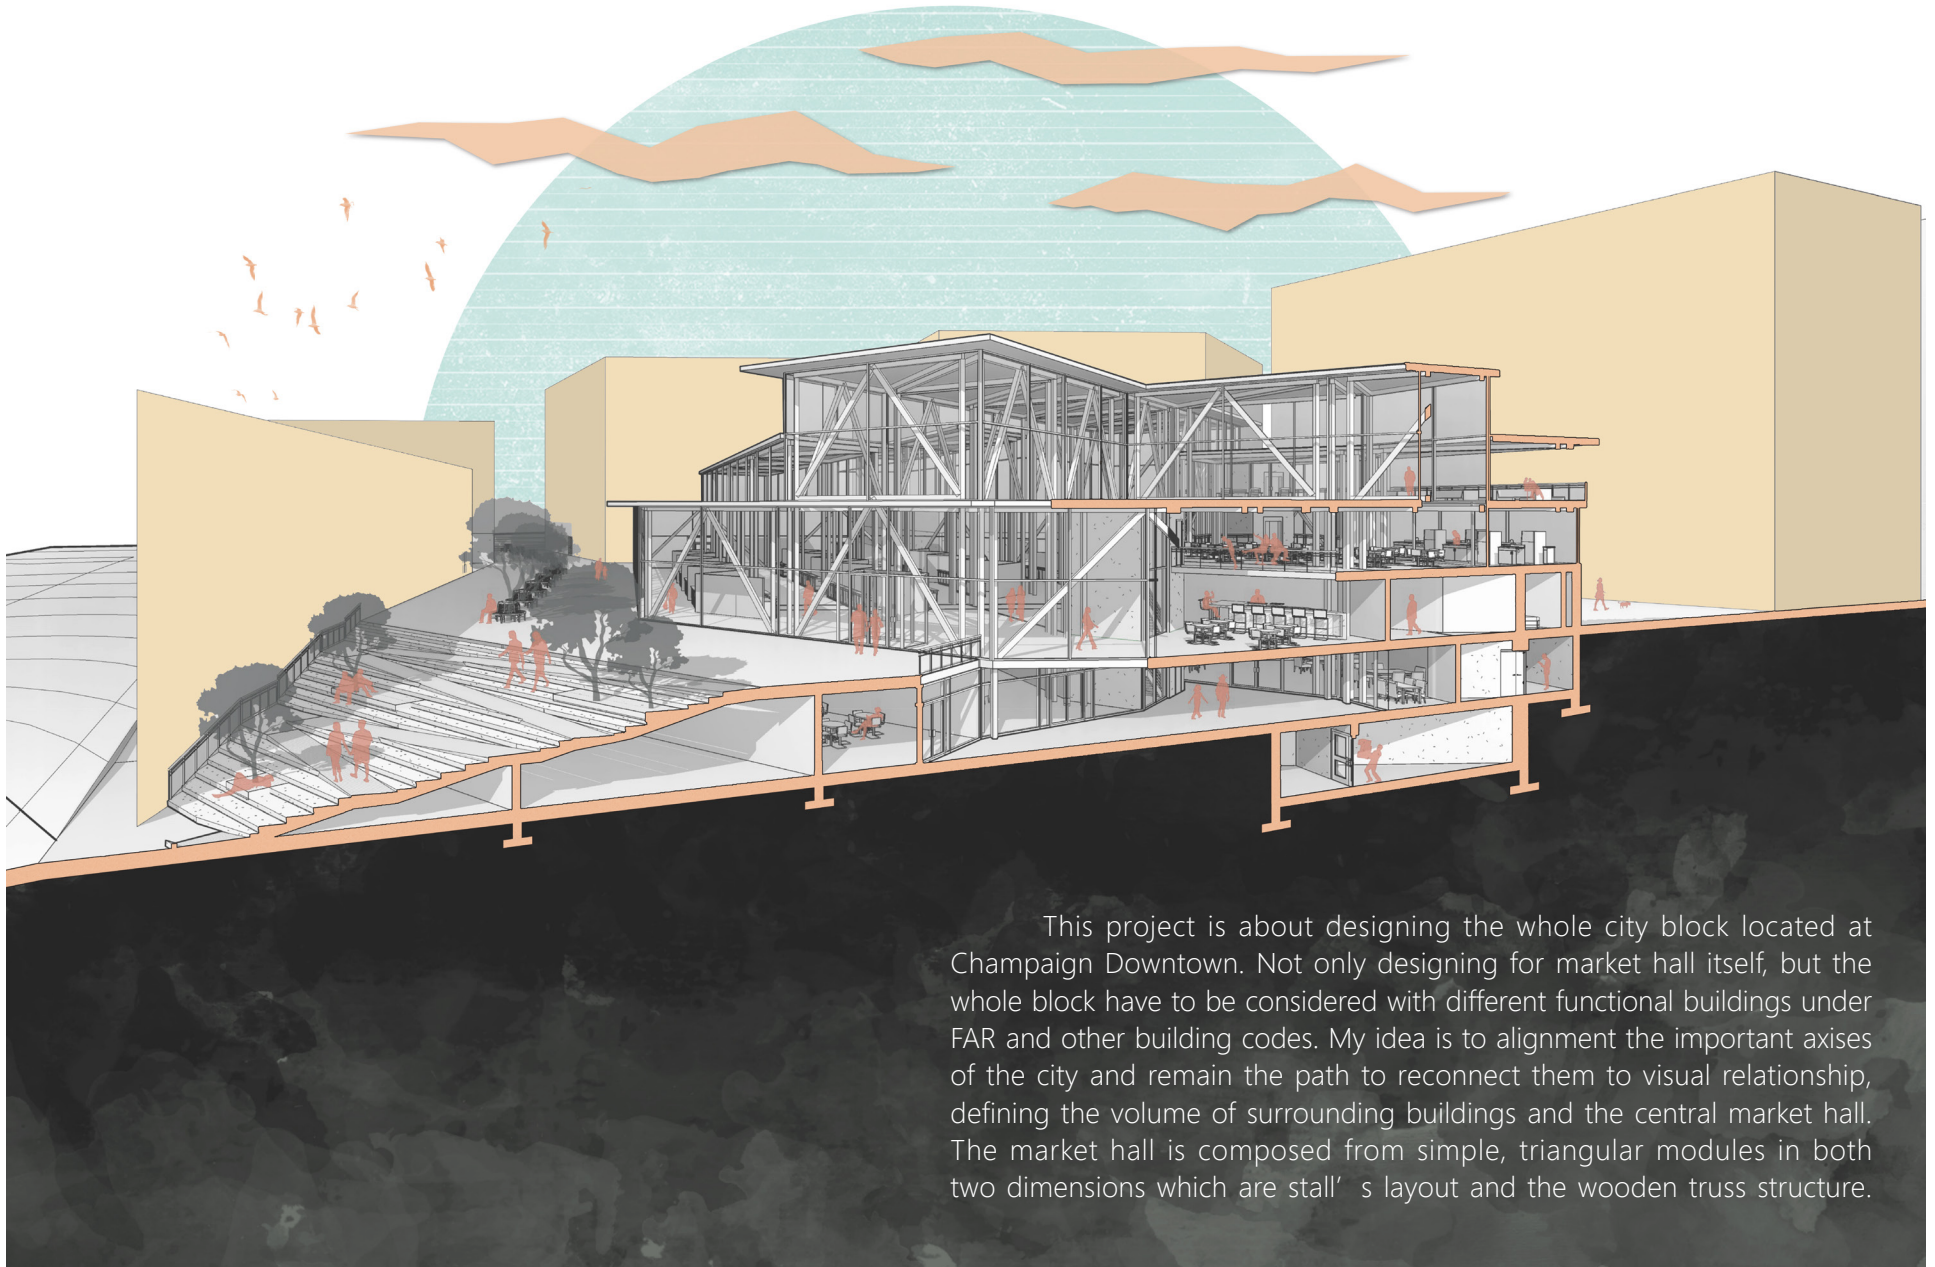 This project is about designing the whole city block located at
Champaign Downtown. Not only designing for market hall itself, but the
whole block have to be considered with different functional buildings under
FAR and other building codes. My idea is to alignment the important axises
of the city and remain the path to reconnect them to visual relationship,
defining the volume of surrounding buildings and the central market hall.
The market hall is composed from simple, triangular modules in both
two dimensions which are stall’ s layout and the wooden truss structure.